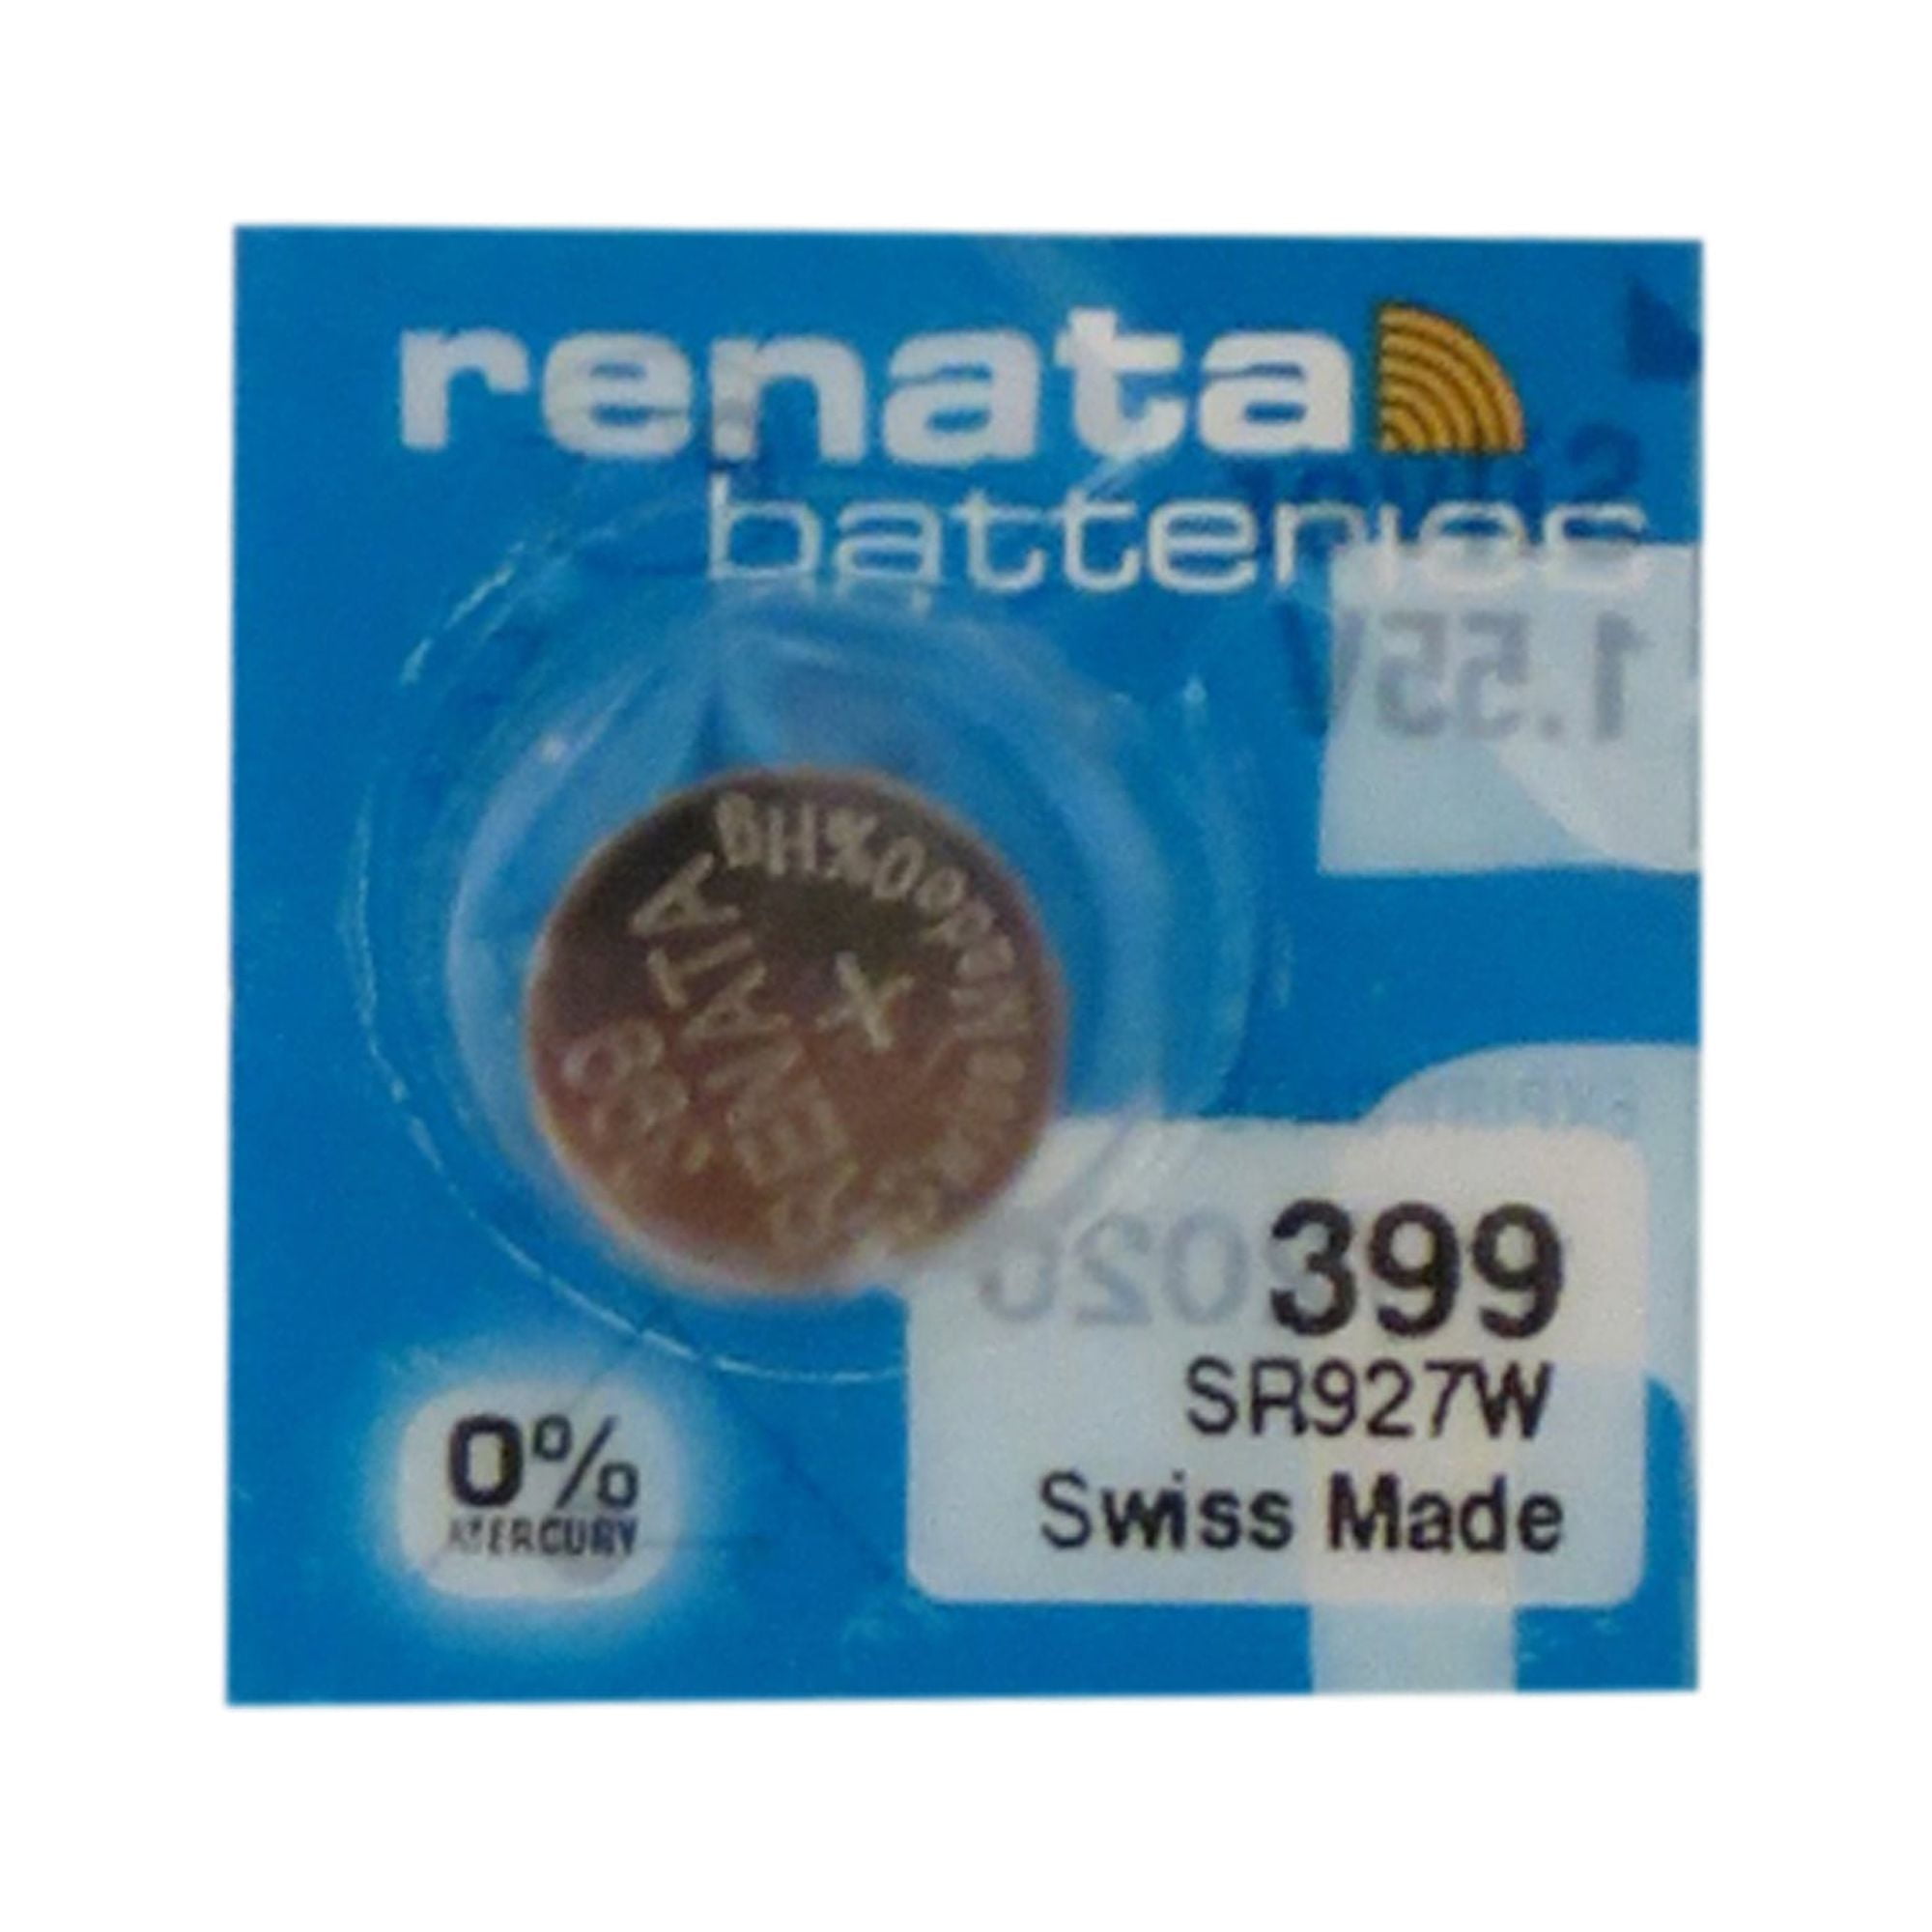 renata
batteries
1.55V
0%Hg
RENATA
399
SR927W
Swiss Made
0%
MERCURY